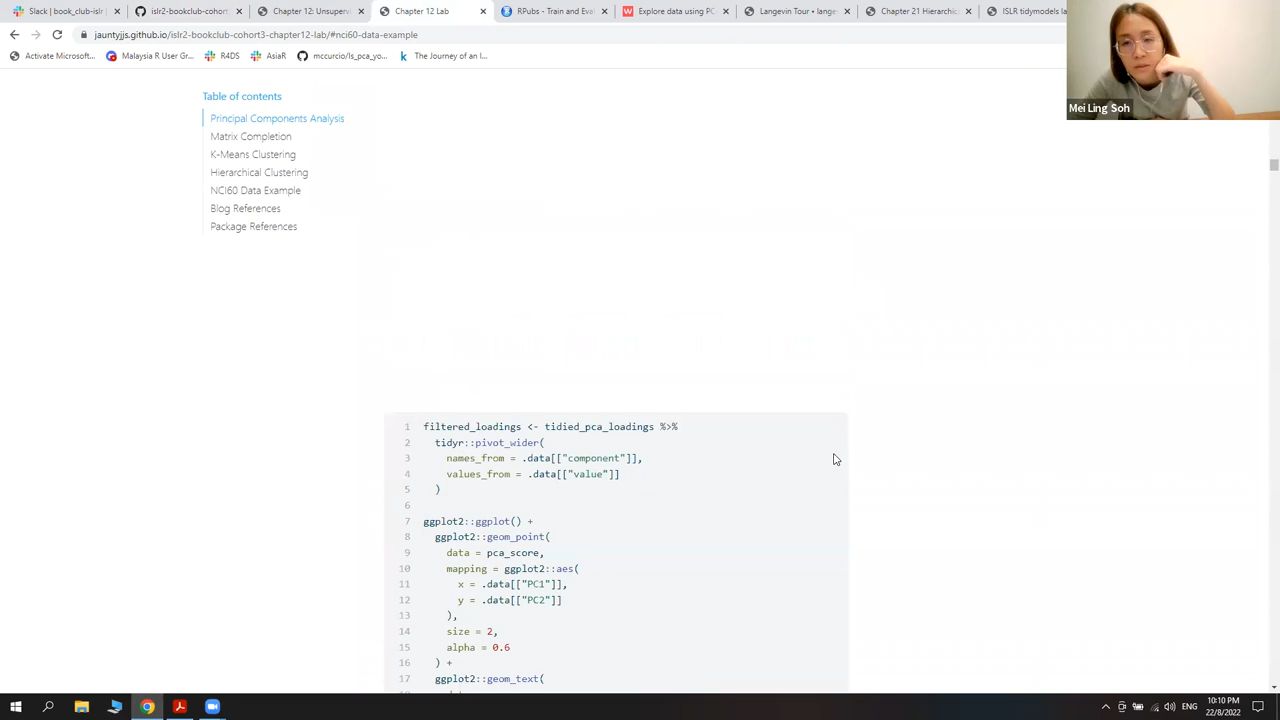 Slack | book_club-islr
islr2-bookclub-cohort
Chapter 12: Unsupervi
Chapter 12 Lab
RPubs - Train and Eval
Explore data using PC
Langevin Tour • lange
Chapter 21 Hierarchic
ISLR tidymodels la
jauntyjjs.github.io/islr2-bookclub-cohort3-chapter12-lab/#nci60-data-example
Activate Microsoft...
Malaysia R User Gr...
R4DS
AsiaR
mccurcio/Is_pca_yo...
The Journey of an I...
Mei Ling Soh
Table of contents
Principal Components Analysis
Matrix Completion
K-Means Clustering
Hierarchical Clustering
NCI60 Data Example
Blog References
Package References
1 filtered_loadings <- tidied_pca_loadings %>%
2 tidyr::pivot_wider(
3 names_from = .data[["component"]],
4 values_from = .data[["value"]]
5 )
6
7 ggplot2::ggplot() +
8 ggplot2::geom_point(
9 data = pca_score,
10 mapping = ggplot2::aes(
11 x = .data[["PC1"]],
12 y = .data[["PC2"]]
13 ),
14 size = 2,
15 alpha = 0.6
16 ) +
17 ggplot2::geom_text(
ENG
10:10 PM
22/8/2022